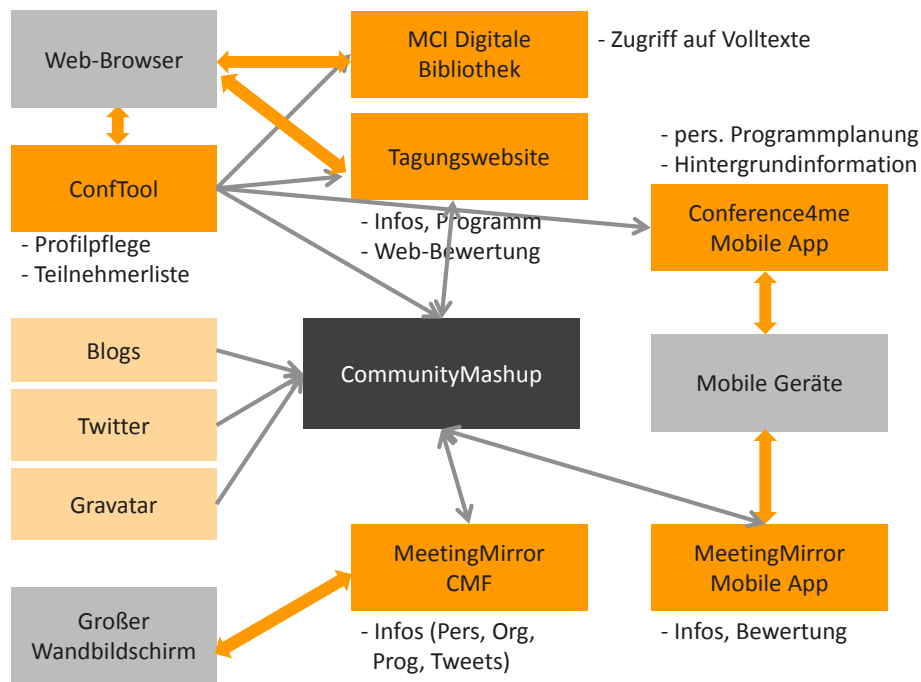 Web-Browser
MCI Digitale
Bibliothek
- Zugriff auf Volltexte
ConfTool
- Profilpflege
- Teilnehmerliste
Tagungswebsite
- Infos, Programm
- Web-Bewertung
- pers. Programmplanung
- Hintergrundinformation
Conference4me
Mobile App
Blogs
Twitter
Gravatar
CommunityMashup
Mobile Geräte
MeetingMirror
CMF
- Infos (Pers, Org,
Prog, Tweets)
MeetingMirror
Mobile App
- Infos, Bewertung
Großer
Wandbildschirm